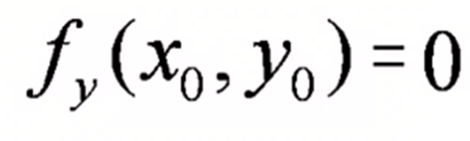 f_y(x_0, y_0) = 0